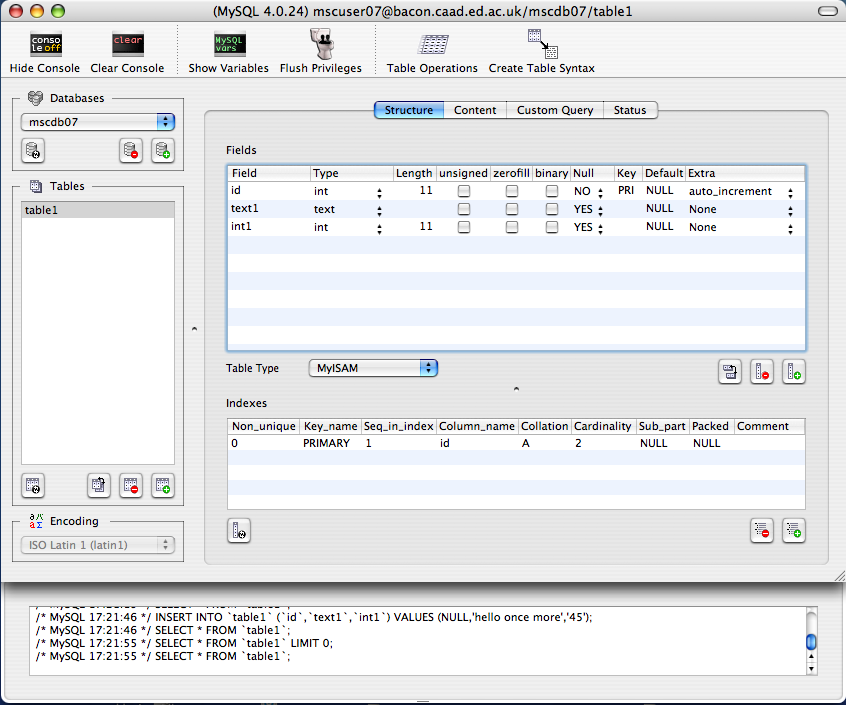 (MySQL 4.0.24) mscuser07@bacon.caad.ed.ac.uk/mscdb07/table1
conso
le off
clear
MySQL
vars
Hide Console Clear Console Show Variables Flush Privileges Table Operations Create Table Syntax
Databases
mscdb07
Tables
table1
Encoding
ISO Latin 1 (latin1)
Structure Content Custom Query Status
Fields
Field Type Length unsigned zerofill binary Null Key Default Extra
id int 11 NO PRI NULL auto_increment
text1 text YES NULL None
int1 int 11 YES NULL None
Table Type MyISAM
Indexes
Non_unique Key_name Seq_in_index Column_name Collation Cardinality Sub_part Packed Comment
0 PRIMARY 1 id A 2 NULL NULL
/* MySQL 17:21:46 */ INSERT INTO `table1` (`id`,`text1`,`int1`) VALUES (NULL,'hello once more','45');
/* MySQL 17:21:46 */ SELECT * FROM `table1`;
/* MySQL 17:21:55 */ SELECT * FROM `table1` LIMIT 0;
/* MySQL 17:21:55 */ SELECT * FROM `table1`;